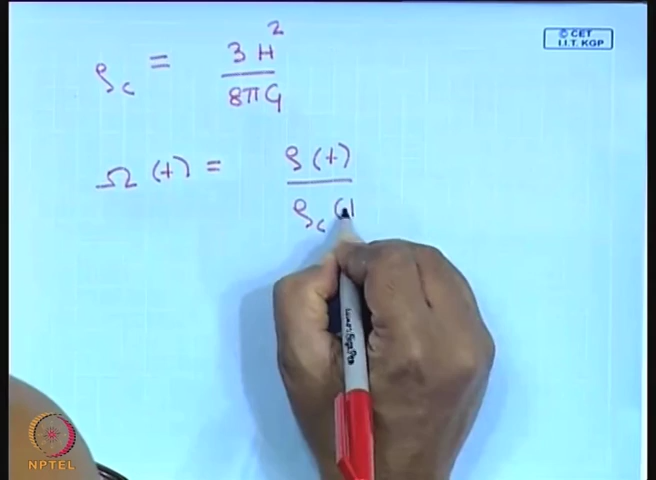 © CET
I.I.T. KGP
ρc = 3H² / 8πG
Ω(t) = ρ(t) / ρc(
NPTEL